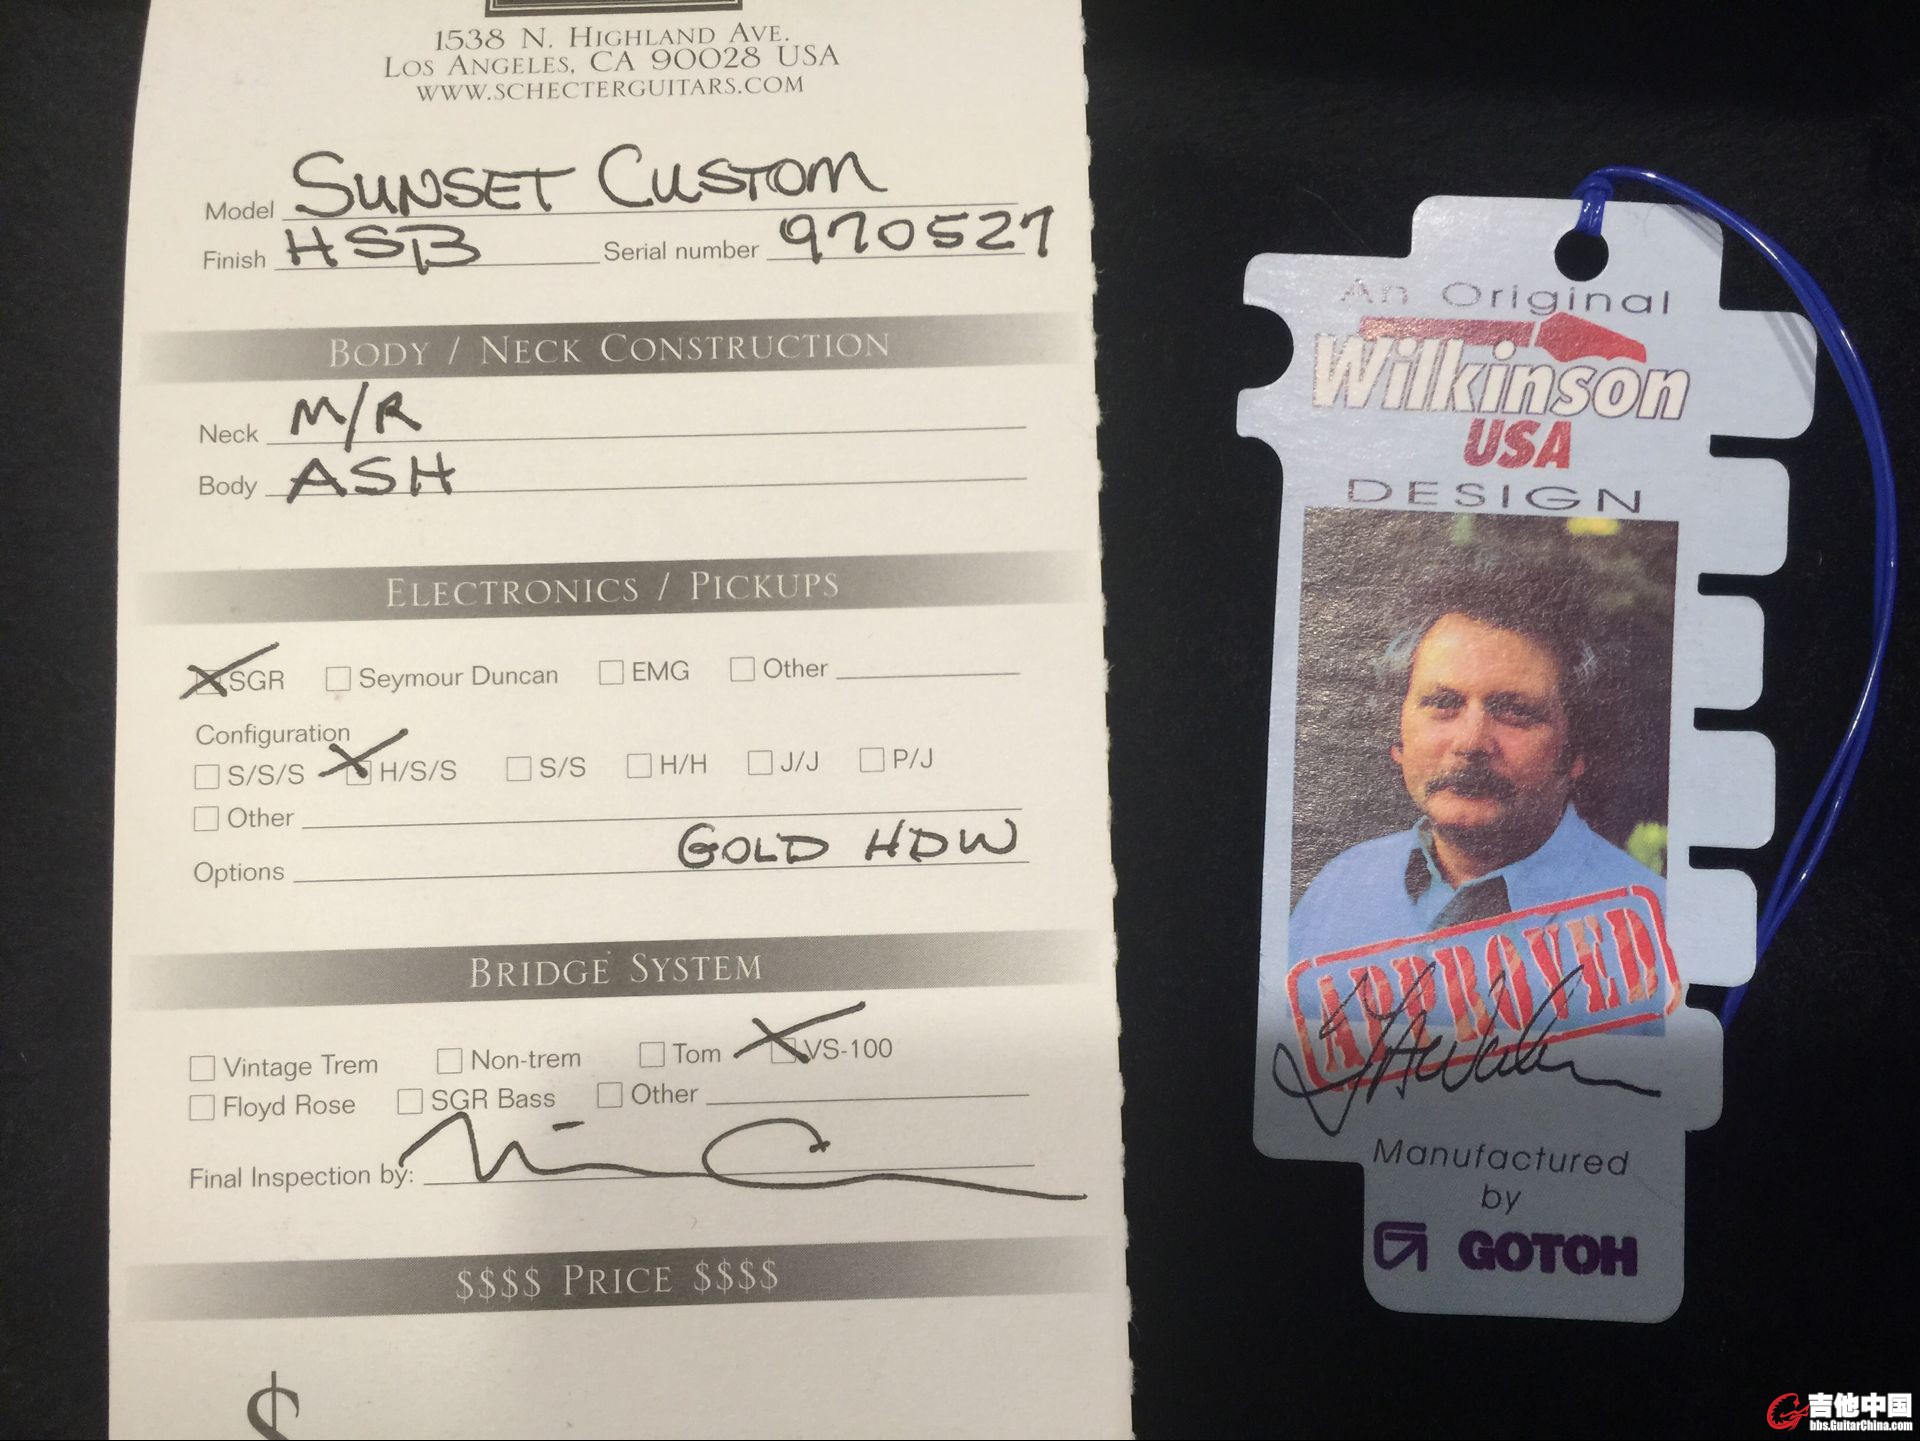 1538 N. Highland Ave.
Los Angeles, CA 90028 USA
www.schecterguitars.com
Model SUNSET CUSTOM
Finish HSB Serial number 970527
Body / Neck Construction
Neck M/R
Body ASH
Electronics / Pickups
SGR Seymour Duncan EMG Other
Configuration
S/S/S H/S/S S/S H/H J/J P/J
Other
Options GOLD HDW
Bridge System
Vintage Trem Non-trem Tom VS-100
Floyd Rose SGR Bass Other
Final Inspection by:
$$$$ Price $$$$
$
An Original
Wilkinson
USA
DESIGN
APPROVED
Manufactured
by
GOTOH
吉他中国
bbs.GuitarChina.com